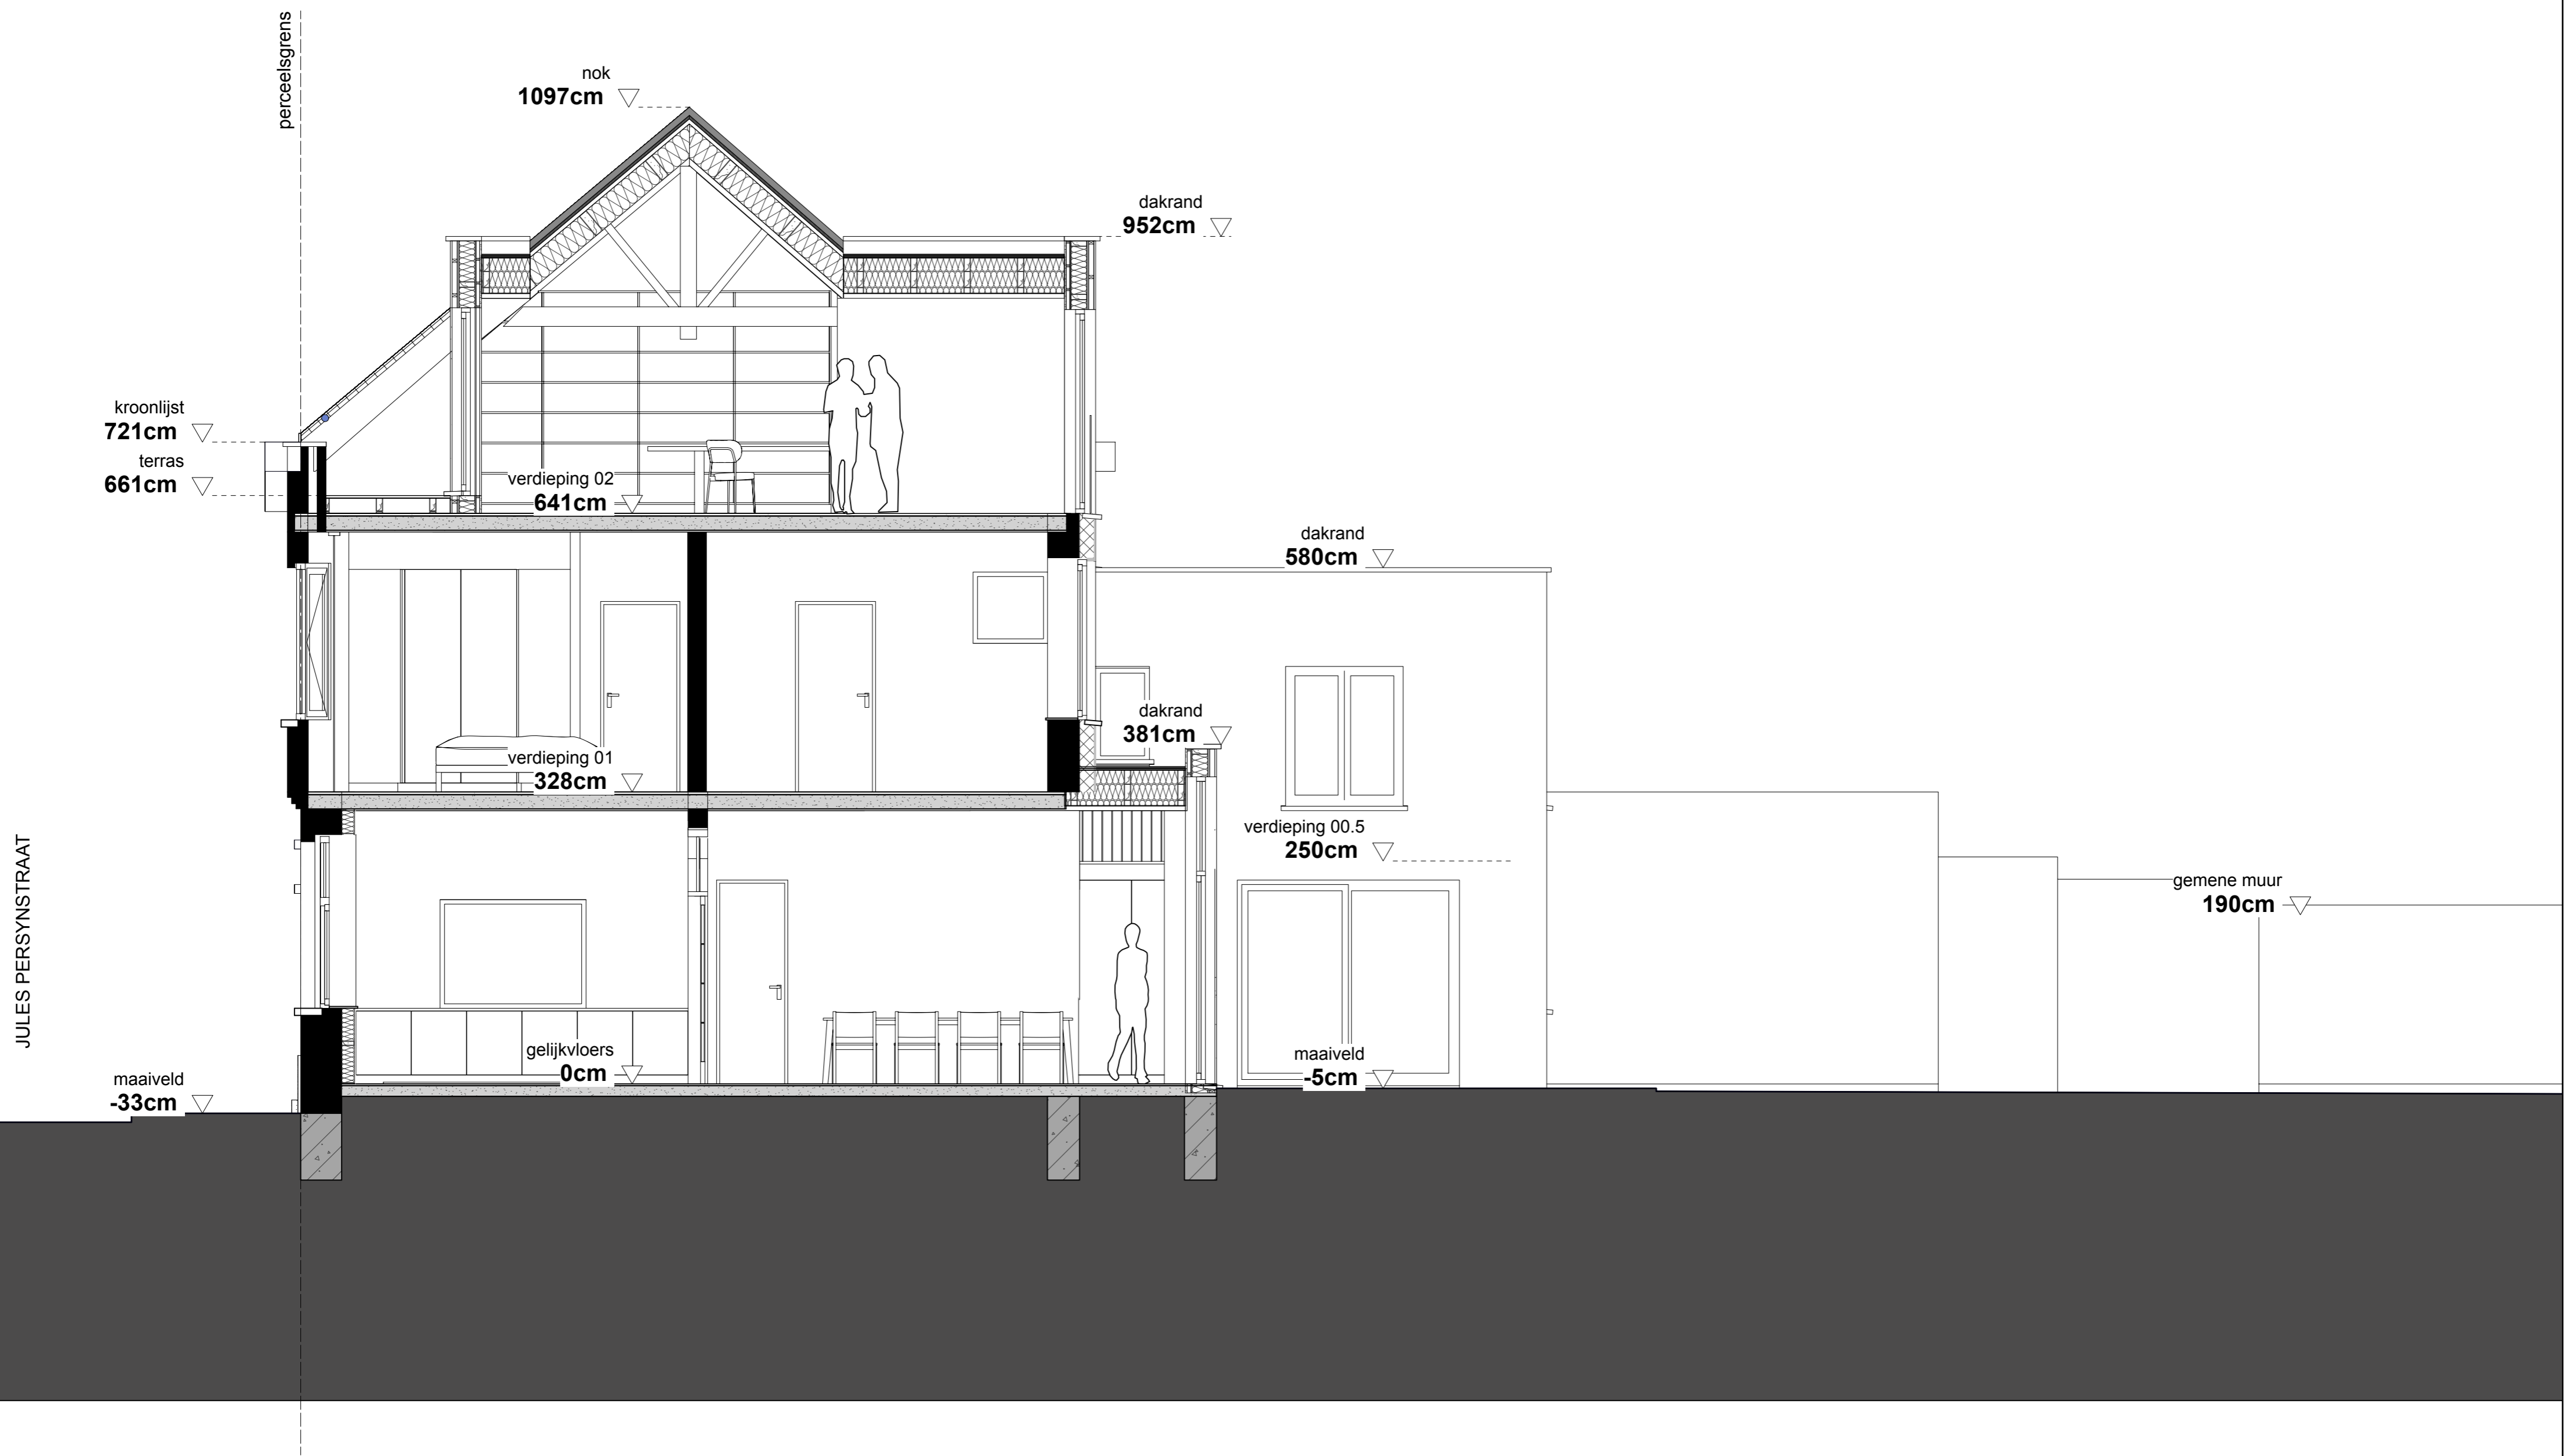 perceelsgrens
nok
1097cm
dakrand
952cm
kroonlijst
721cm
terras
661cm
verdieping 02
641cm
dakrand
580cm
dakrand
381cm
verdieping 01
328cm
verdieping 00.5
250cm
gemene muur
190cm
JULES PERSYNSTRAAT
gelijkvloers
0cm
maaiveld
-5cm
maaiveld
-33cm